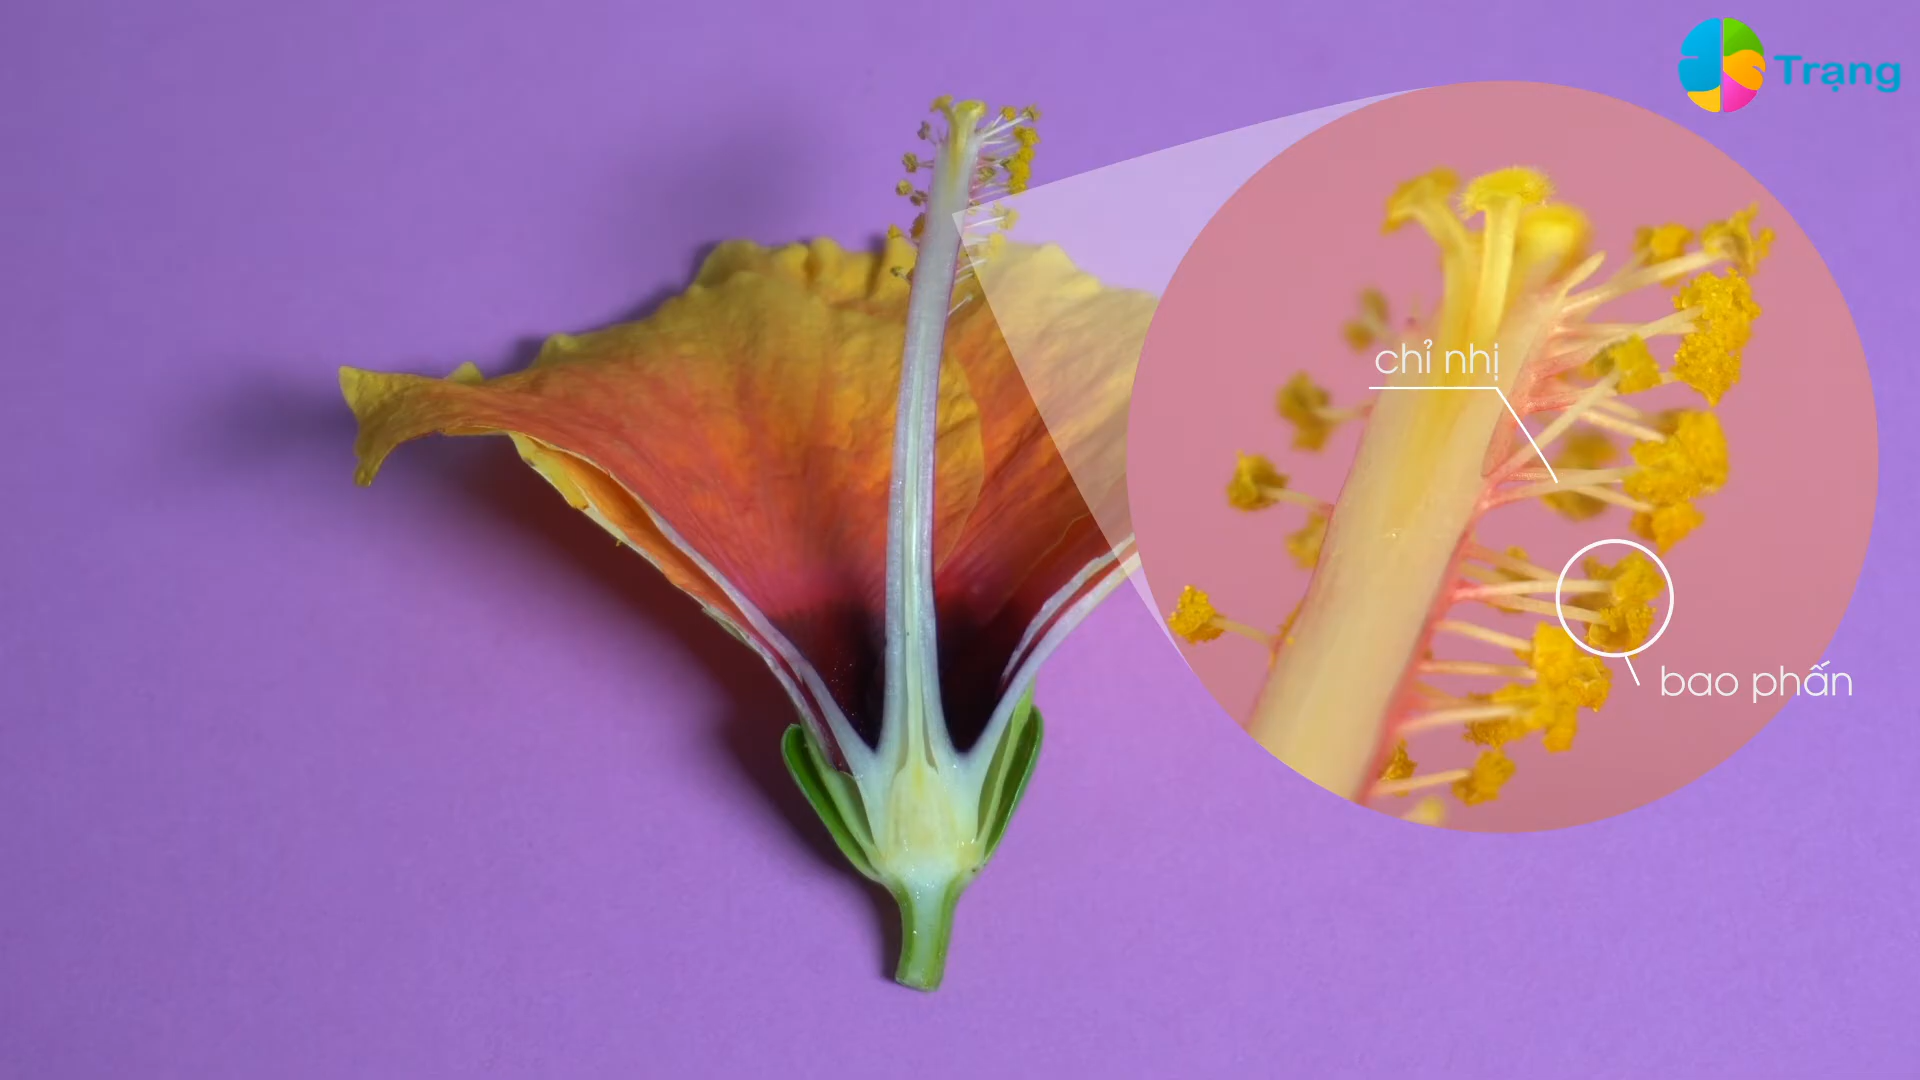 Trạng
chỉ nhị
bao phấn